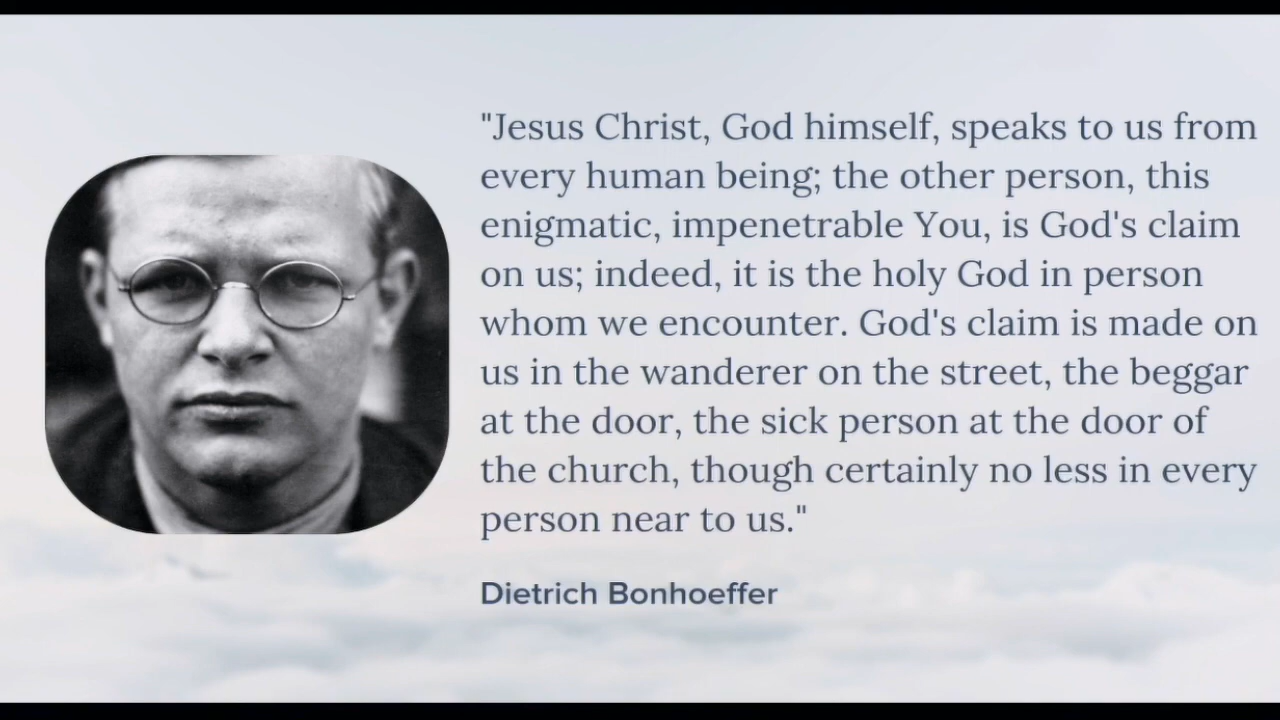 "Jesus Christ, God himself, speaks to us from
every human being; the other person, this
enigmatic, impenetrable You, is God's claim
on us; indeed, it is the holy God in person
whom we encounter. God's claim is made on
us in the wanderer on the street, the beggar
at the door, the sick person at the door of
the church, though certainly no less in every
person near to us."
Dietrich Bonhoeffer